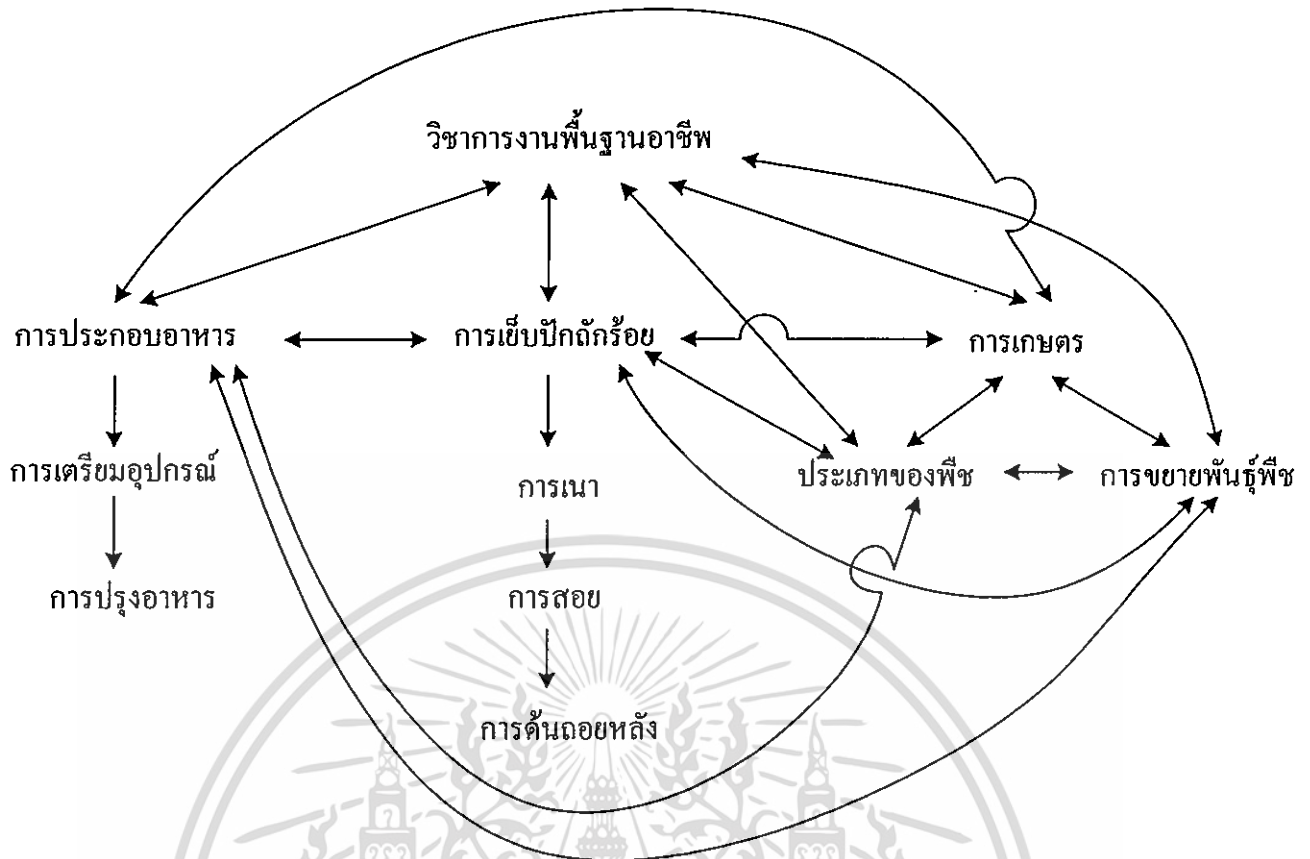 วิชาการงานพื้นฐานอาชีพ
การประกอบอาหาร
การเย็บปักถักร้อย
การเกษตร
การเตรียมอุปกรณ์
การเนา
ประเภทของพืช
การขยายพันธุ์พืช
การปรุงอาหาร
การสอย
การด้นถอยหลัง